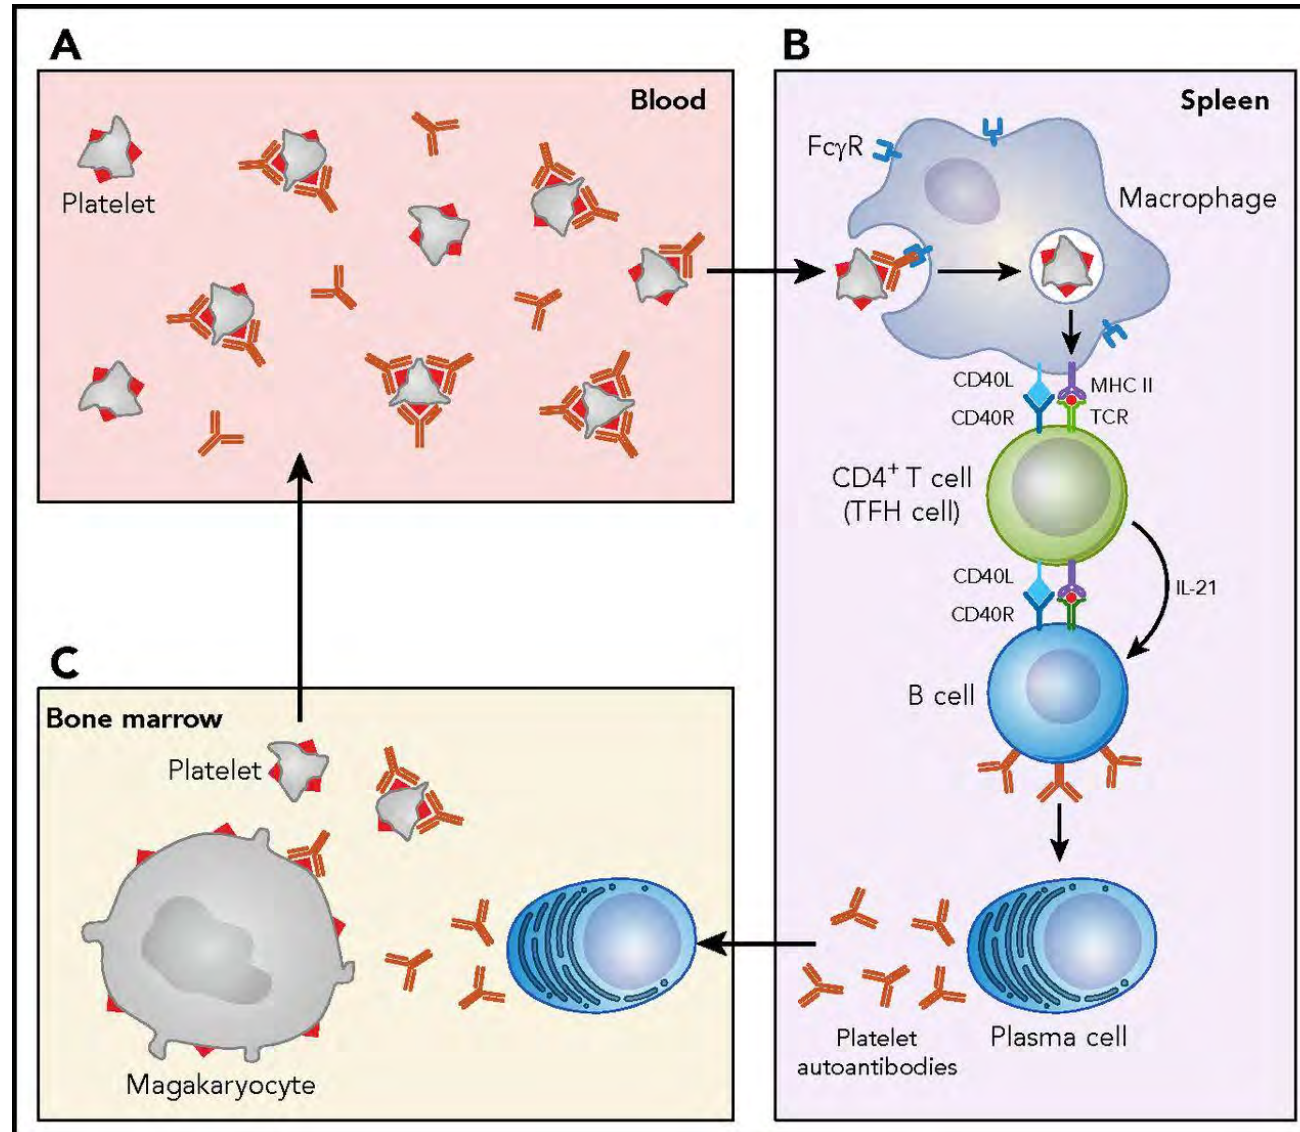 A
Blood
Platelet
B
Spleen
FcγR
Macrophage
CD40L
MHC II
CD40R
TCR
CD4+ T cell
(TFH cell)
CD40L
CD40R
IL-21
B cell
Platelet
autoantibodies
Plasma cell
C
Bone marrow
Platelet
Magakaryocyte